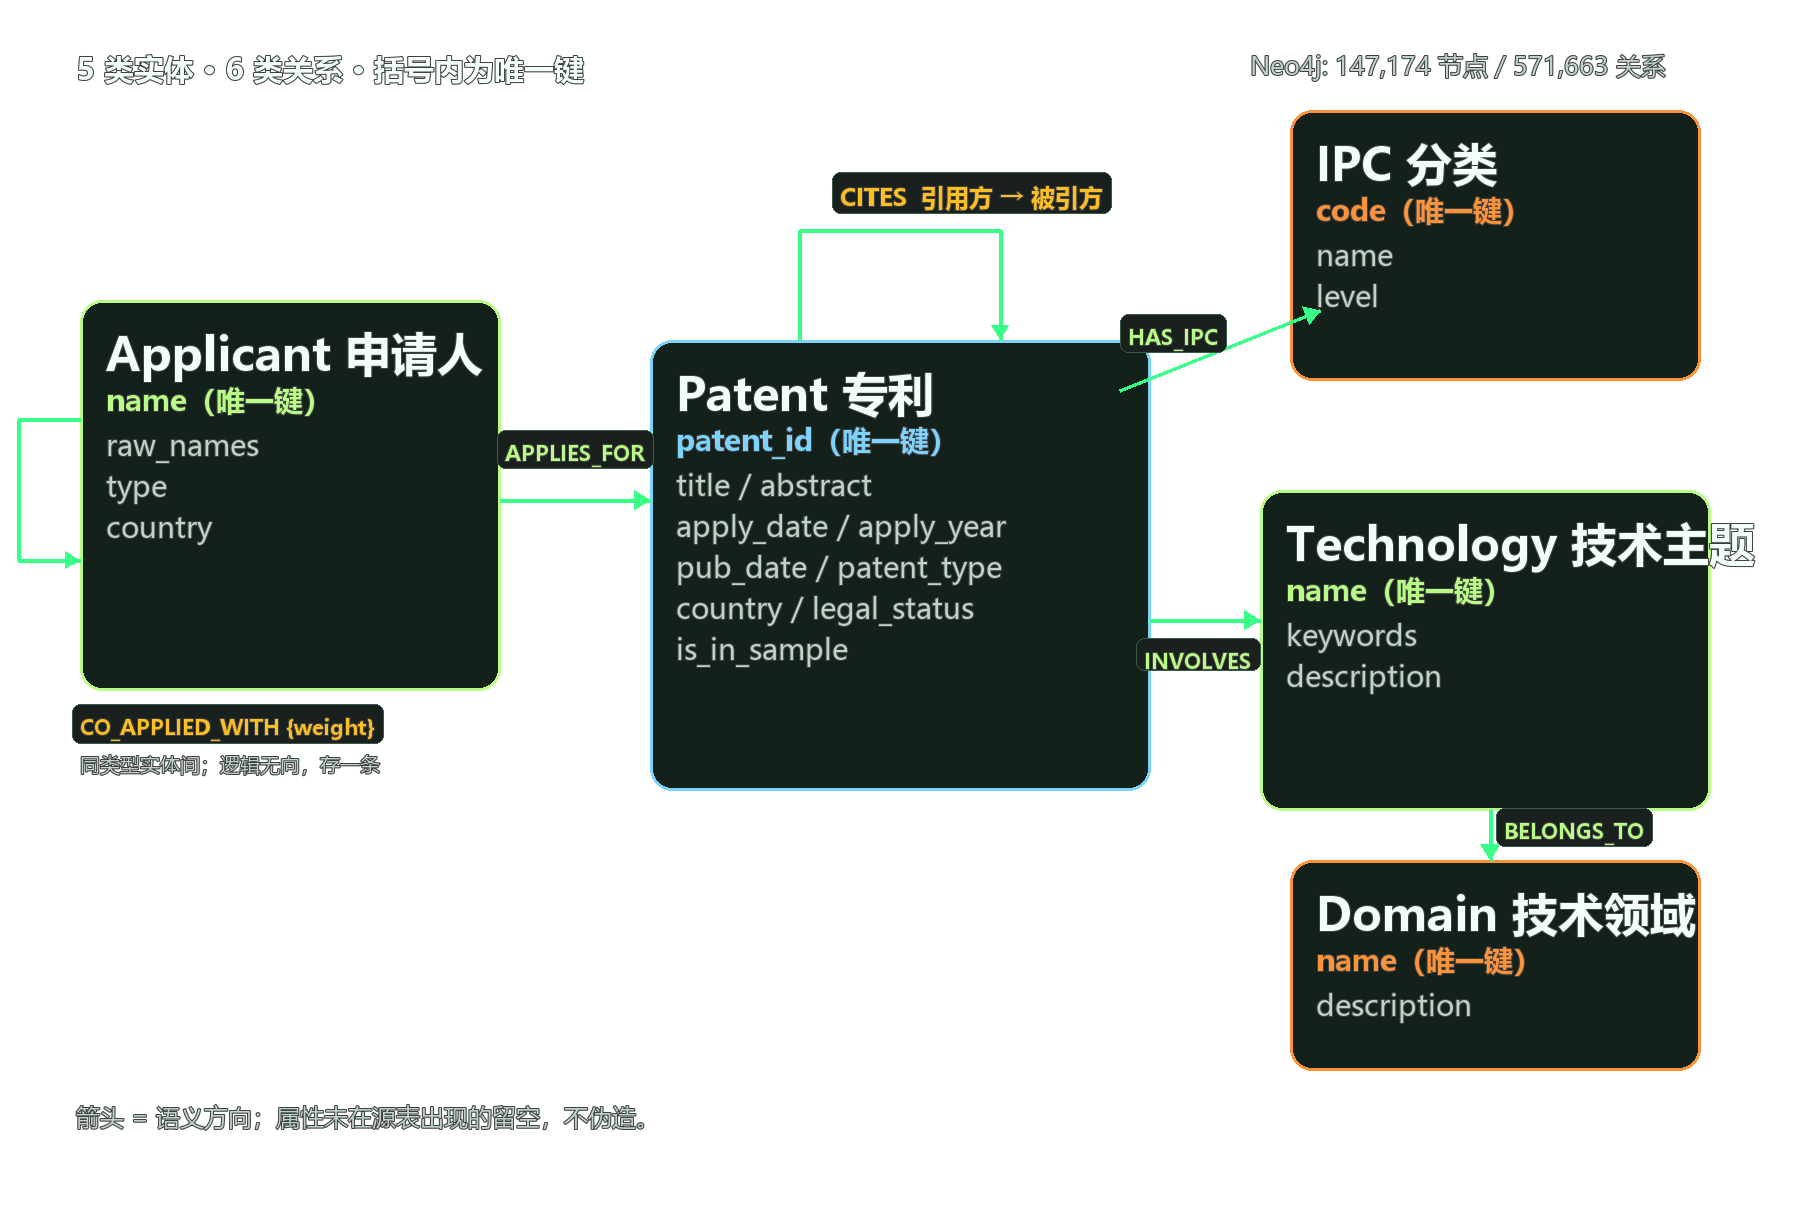 5 类实体 • 6 类关系 • 括号内为唯一键
Neo4j: 147,174 节点 / 571,663 关系
IPC 分类
code（唯一键）
name
level
CITES 引用方 → 被引方
HAS_IPC
Applicant 申请人
name（唯一键）
raw_names
type
country
APPLIES_FOR
Patent 专利
patent_id（唯一键）
title / abstract
apply_date / apply_year
pub_date / patent_type
country / legal_status
is_in_sample
Technology 技术主题
name（唯一键）
keywords
description
INVOLVES
CO_APPLIED_WITH {weight}
同类型实体间；逻辑无向，存一条
BELONGS_TO
Domain 技术领域
name（唯一键）
description
箭头 = 语义方向；属性未在源表出现的留空，不伪造。